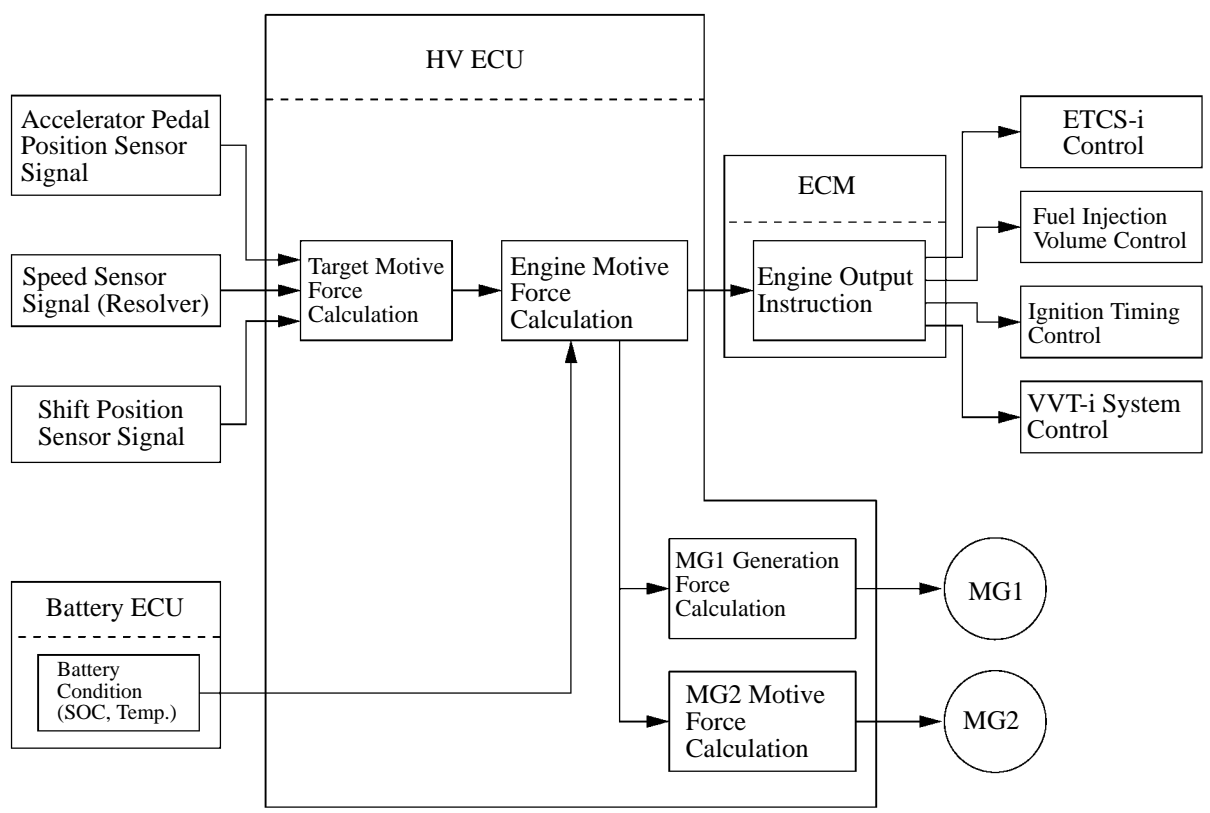 HV ECU
Accelerator Pedal
Position Sensor
Signal
Speed Sensor
Signal (Resolver)
Shift Position
Sensor Signal
Battery ECU
Battery
Condition
(SOC, Temp.)
Target Motive
Force
Calculation
Engine Motive
Force
Calculation
ECM
Engine Output
Instruction
ETCS-i
Control
Fuel Injection
Volume Control
Ignition Timing
Control
VVT-i System
Control
MG1 Generation
Force
Calculation
MG1
MG2 Motive
Force
Calculation
MG2